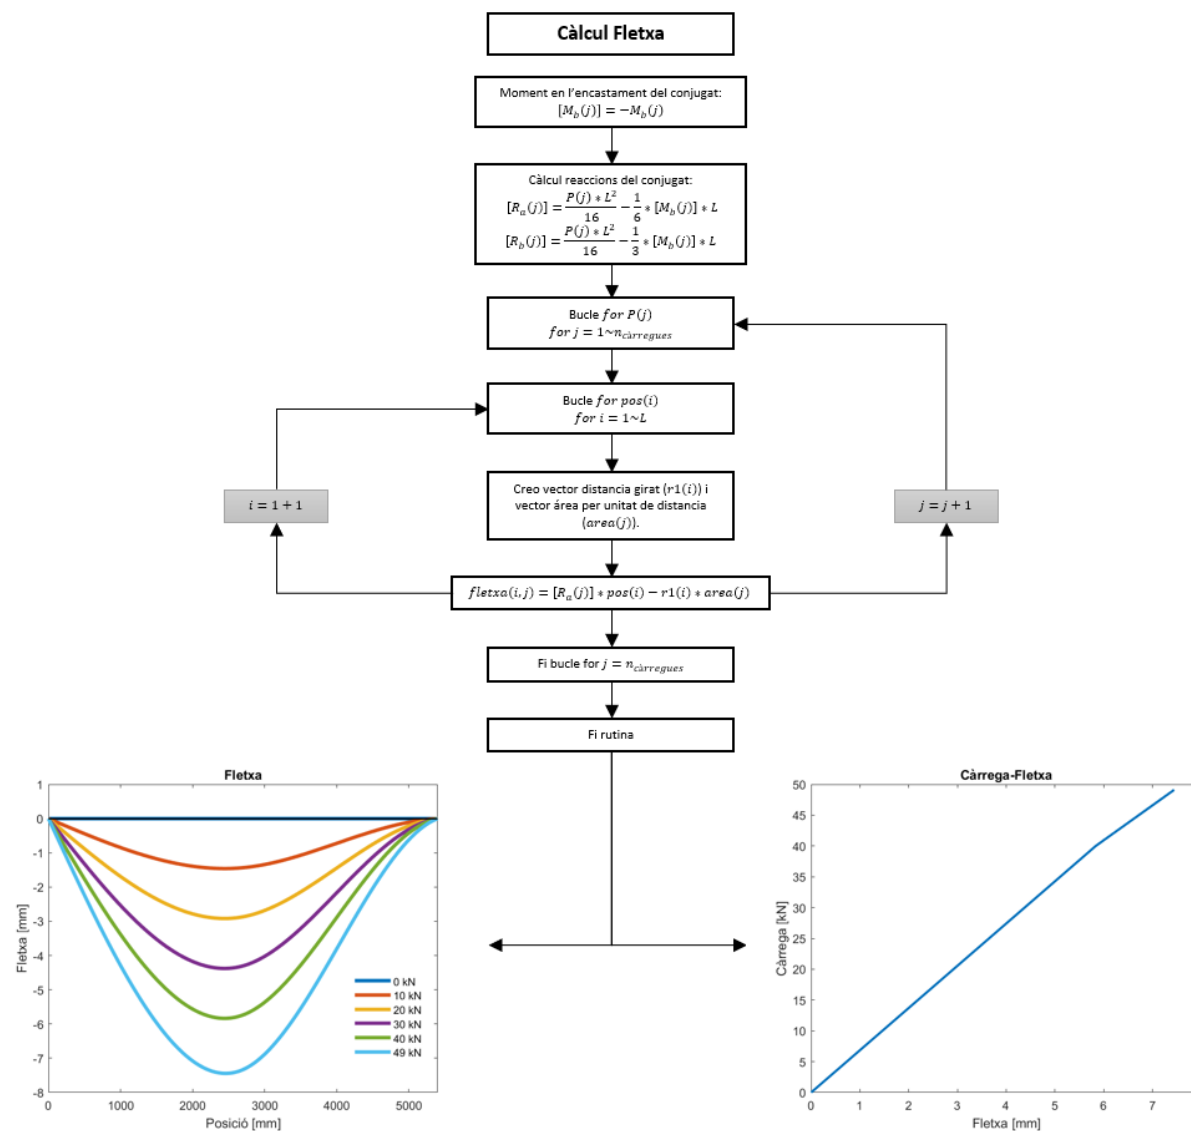 Càlcul Fletxa
Moment en l'encastament del conjugat:
[M_b(j)] = −M_b(j)
Càlcul reaccions del conjugat:
[R_a(j)] = P(j) * L²/16 − 1/6 * [M_b(j)] * L
[R_b(j)] = P(j) * L²/16 − 1/3 * [M_b(j)] * L
Bucle for P(j)
for j = 1~n_càrregues
Bucle for pos(i)
for i = 1~L
Creo vector distancia girat (r1(i)) i
vector área per unitat de distancia
(area(j)).
i = 1 + 1
j = j + 1
fletxa(i,j) = [R_a(j)] * pos(i) − r1(i) * area(j)
Fi bucle for j = n_càrregues
Fi rutina
Fletxa
1
0
-1
-2
-3
-4
-5
-6
-7
-8
Fletxa [mm]
0 kN
10 kN
20 kN
30 kN
40 kN
49 kN
0 1000 2000 3000 4000 5000
Posició [mm]
Càrrega-Fletxa
50
45
40
35
30
25
20
15
10
5
0
Càrrega [kN]
0 1 2 3 4 5 6 7
Fletxa [mm]